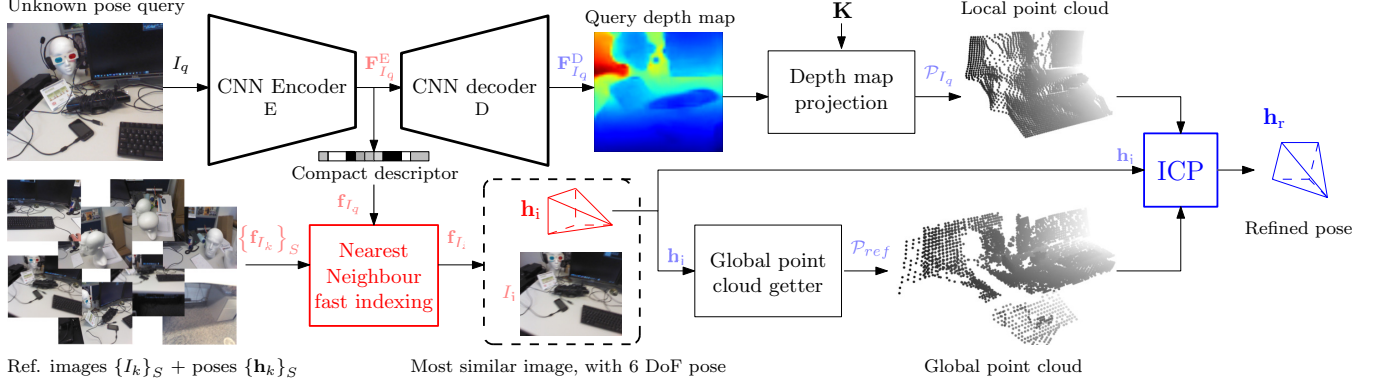 Unknown pose query
I_q
CNN Encoder
E
F^E_{I_q}
CNN decoder
D
F^D_{I_q}
Query depth map
K
Depth map
projection
P_{I_q}
Local point cloud
Compact descriptor
f_{I_q}
{f_{I_k}}_S
Nearest
Neighbour
fast indexing
f_{I_i}
h_i
I_i
h_i
Global point
cloud getter
P_{ref}
h_i
ICP
h_r
Refined pose
Ref. images {I_k}_S + poses {h_k}_S
Most similar image, with 6 DoF pose
Global point cloud